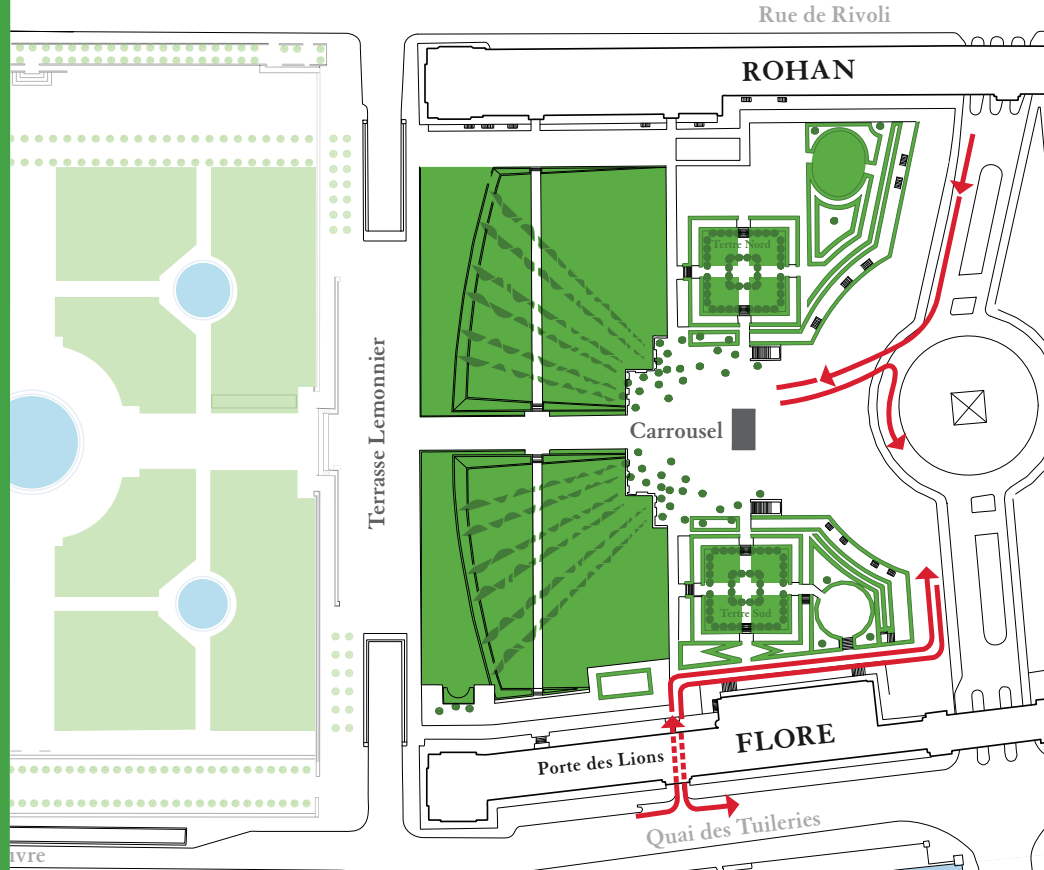 Rue de Rivoli
ROHAN
Tertre Nord
Terrasse Lemonnier
Carrousel
Tertre Sud
FLORE
Porte des Lions
Quai des Tuileries
uvre